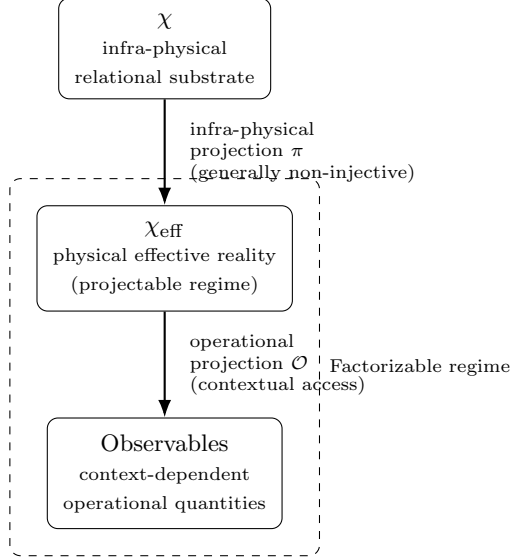 χ
infra-physical
relational substrate
infra-physical
projection π
(generally non-injective)
χeff
physical effective reality
(projectable regime)
operational
projection 𝒪
(contextual access)
Factorizable regime
Observables
context-dependent
operational quantities